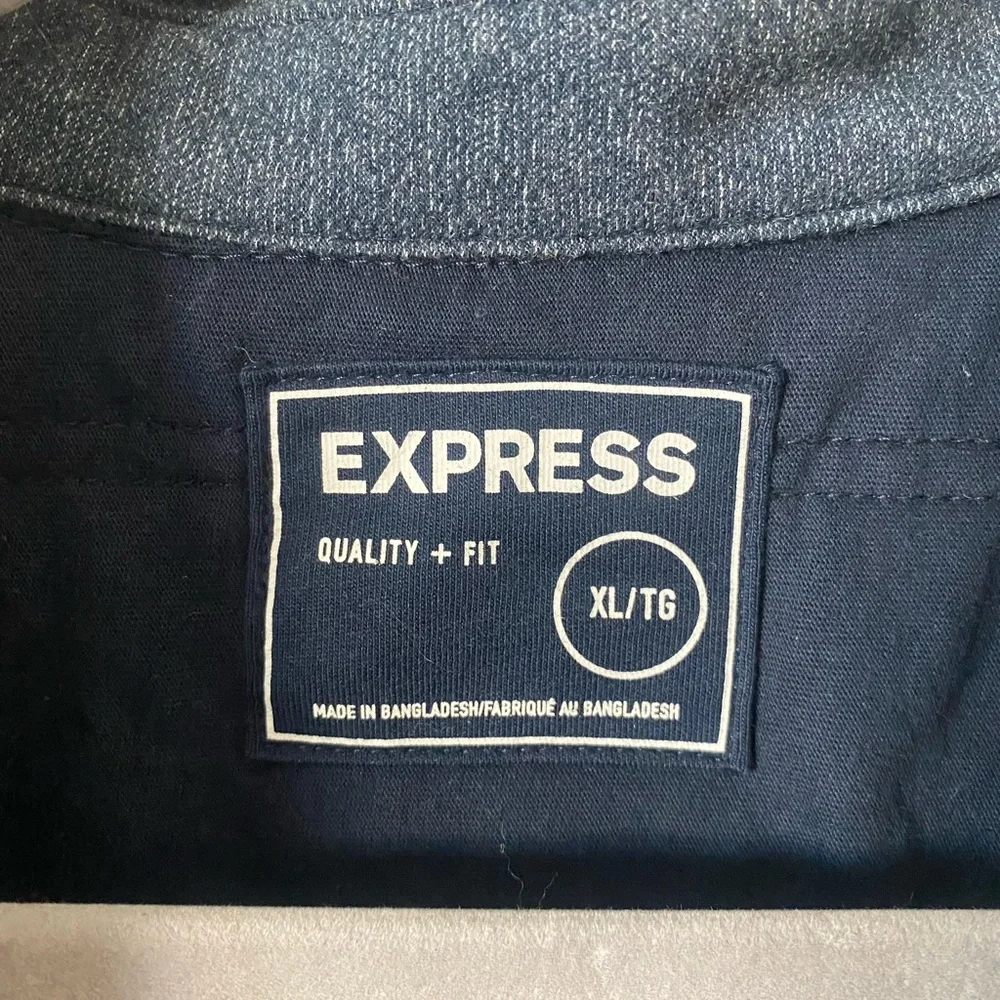 EXPRESS
QUALITY + FIT
XL/TG
MADE IN BANGLADESH/FABRIQUÉ AU BANGLADESH